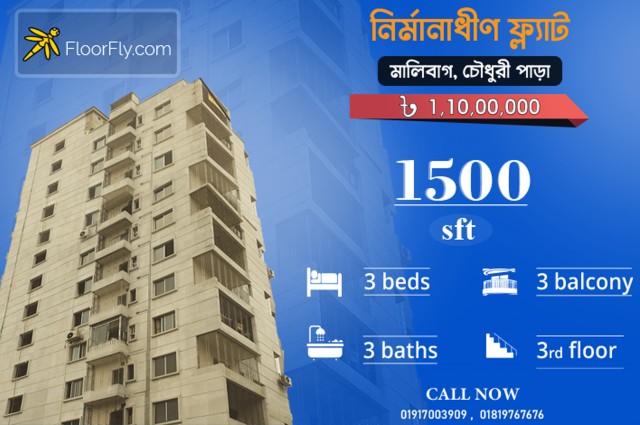 FloorFly.com
নির্মানাধীণ ফ্ল্যাট
মালিবাগ, চৌধুরী পাড়া
৳ 1,10,00,000
1500
sft
3 beds
3 balcony
3 baths
3rd floor
CALL NOW
01917003909 , 01819767676